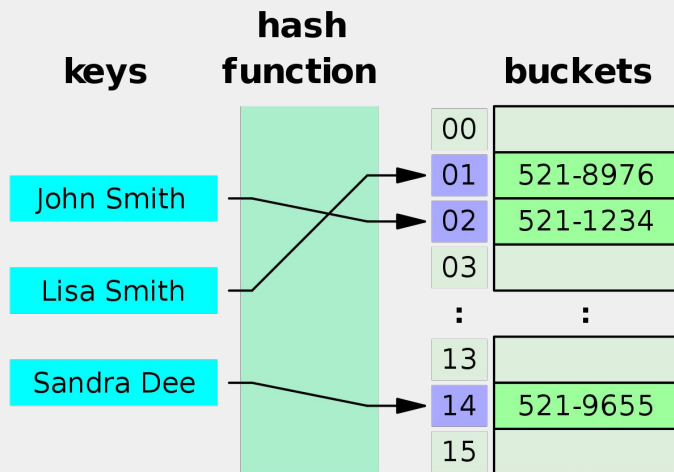 hash
keys function buckets
00
01 521-8976
John Smith
02 521-1234
03
Lisa Smith
: :
13
Sandra Dee
14 521-9655
15